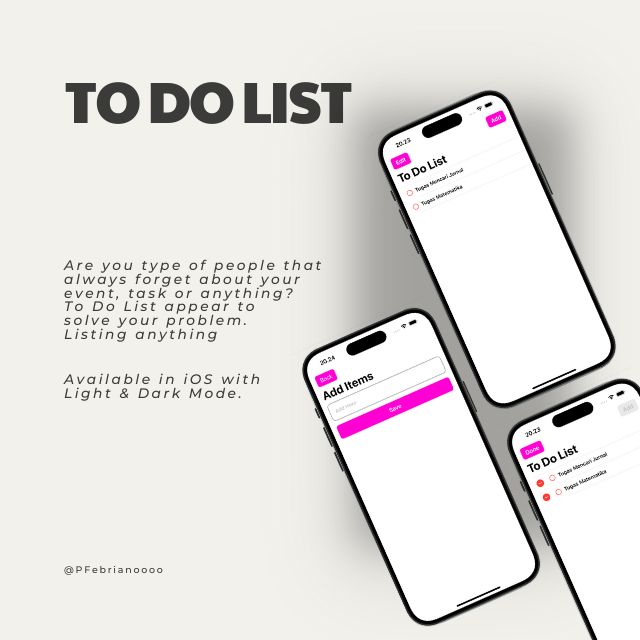 TO DO LIST
Are you type of people that
always forget about your
event, task or anything?
To Do List appear to
solve your problem.
Listing anything
Available in iOS with
Light & Dark Mode.
@PFebrianoooo
20.23
Edit
Add
To Do List
Tugas Mencari Jurnal
Tugas Matematika
20.24
Back
Add Items
Add Item
Save
20.23
Done
Add
To Do List
Tugas Mencari Jurnal
Tugas Matematika